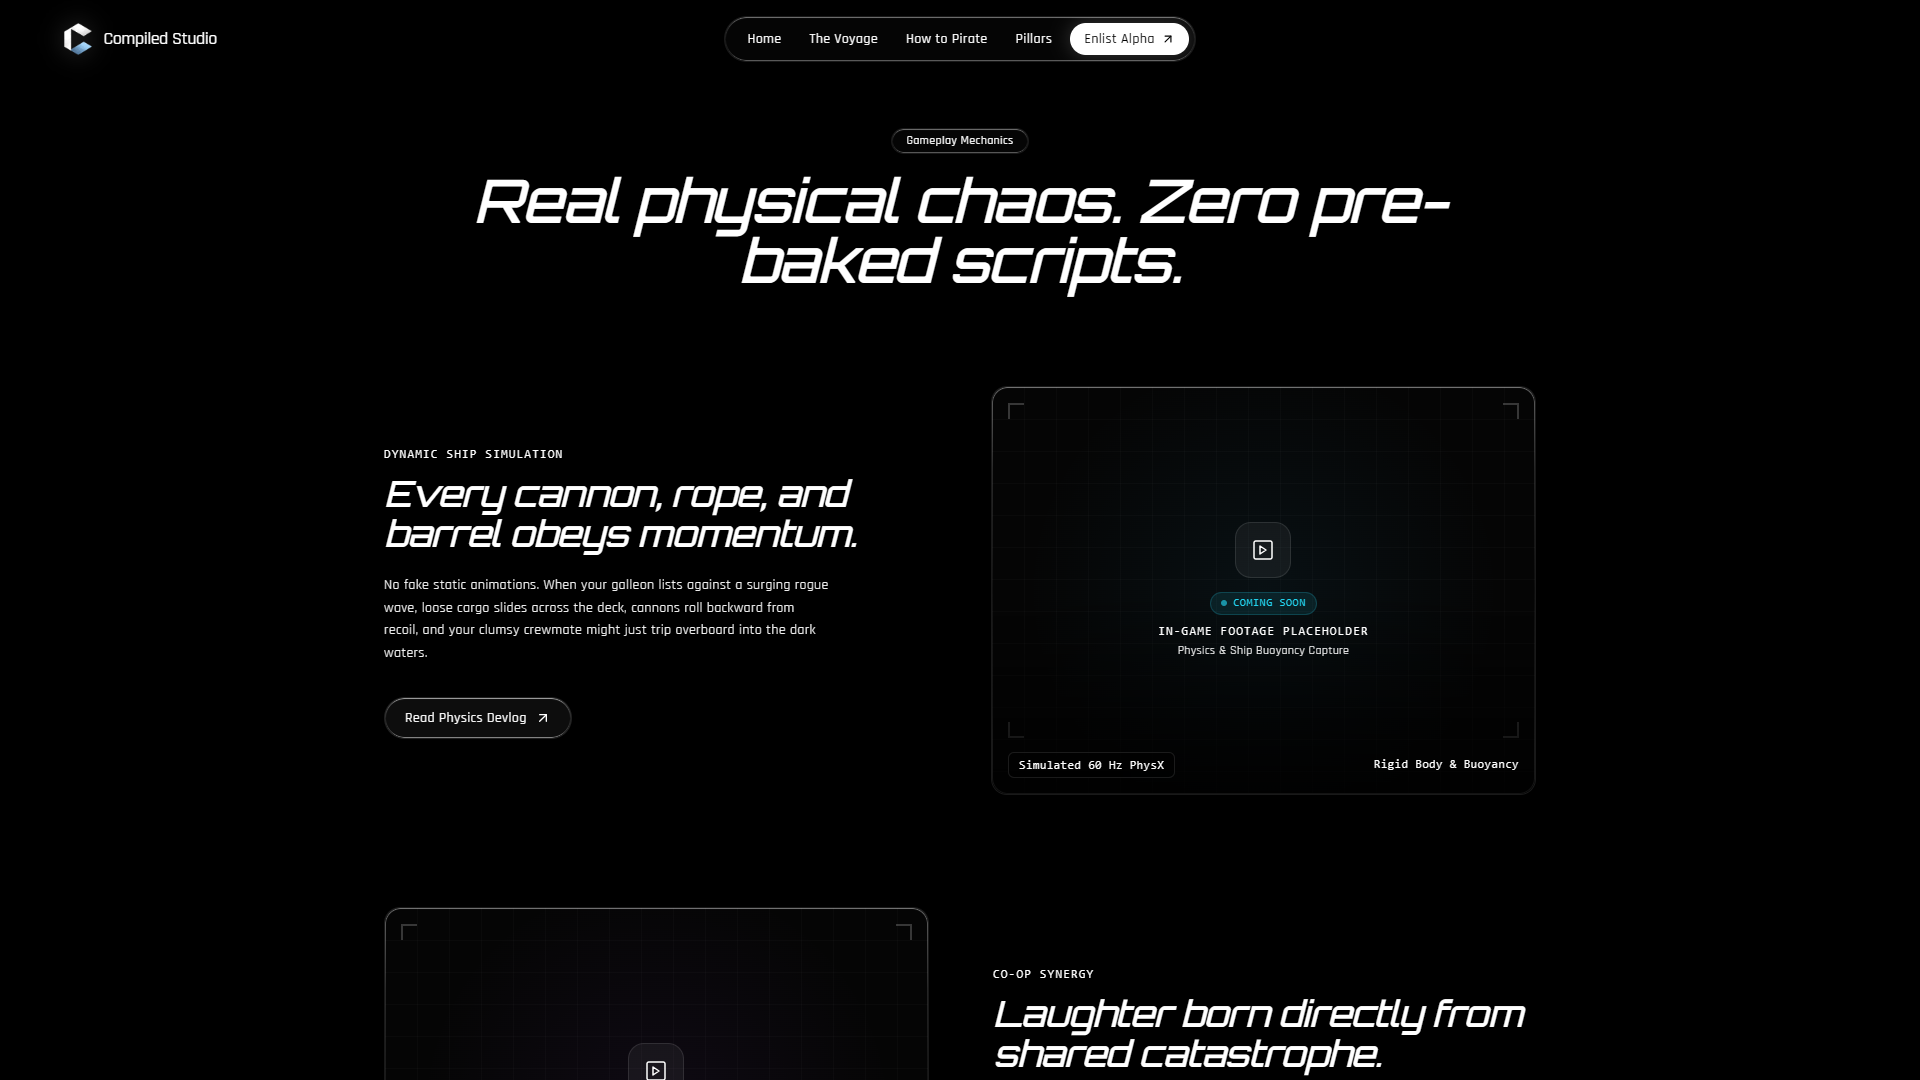 Compiled Studio
Home
The Voyage
How to Pirate
Pillars
Enlist Alpha
Gameplay Mechanics
Real physical chaos. Zero pre-
baked scripts.
DYNAMIC SHIP SIMULATION
Every cannon, rope, and
barrel obeys momentum.
No fake static animations. When your galleon lists against a surging rogue
wave, loose cargo slides across the deck, cannons roll backward from
recoil, and your clumsy crewmate might just trip overboard into the dark
waters.
Read Physics Devlog
COMING SOON
IN-GAME FOOTAGE PLACEHOLDER
Physics & Ship Buoyancy Capture
Simulated 60 Hz PhysX
Rigid Body & Buoyancy
CO-OP SYNERGY
Laughter born directly from
shared catastrophe.